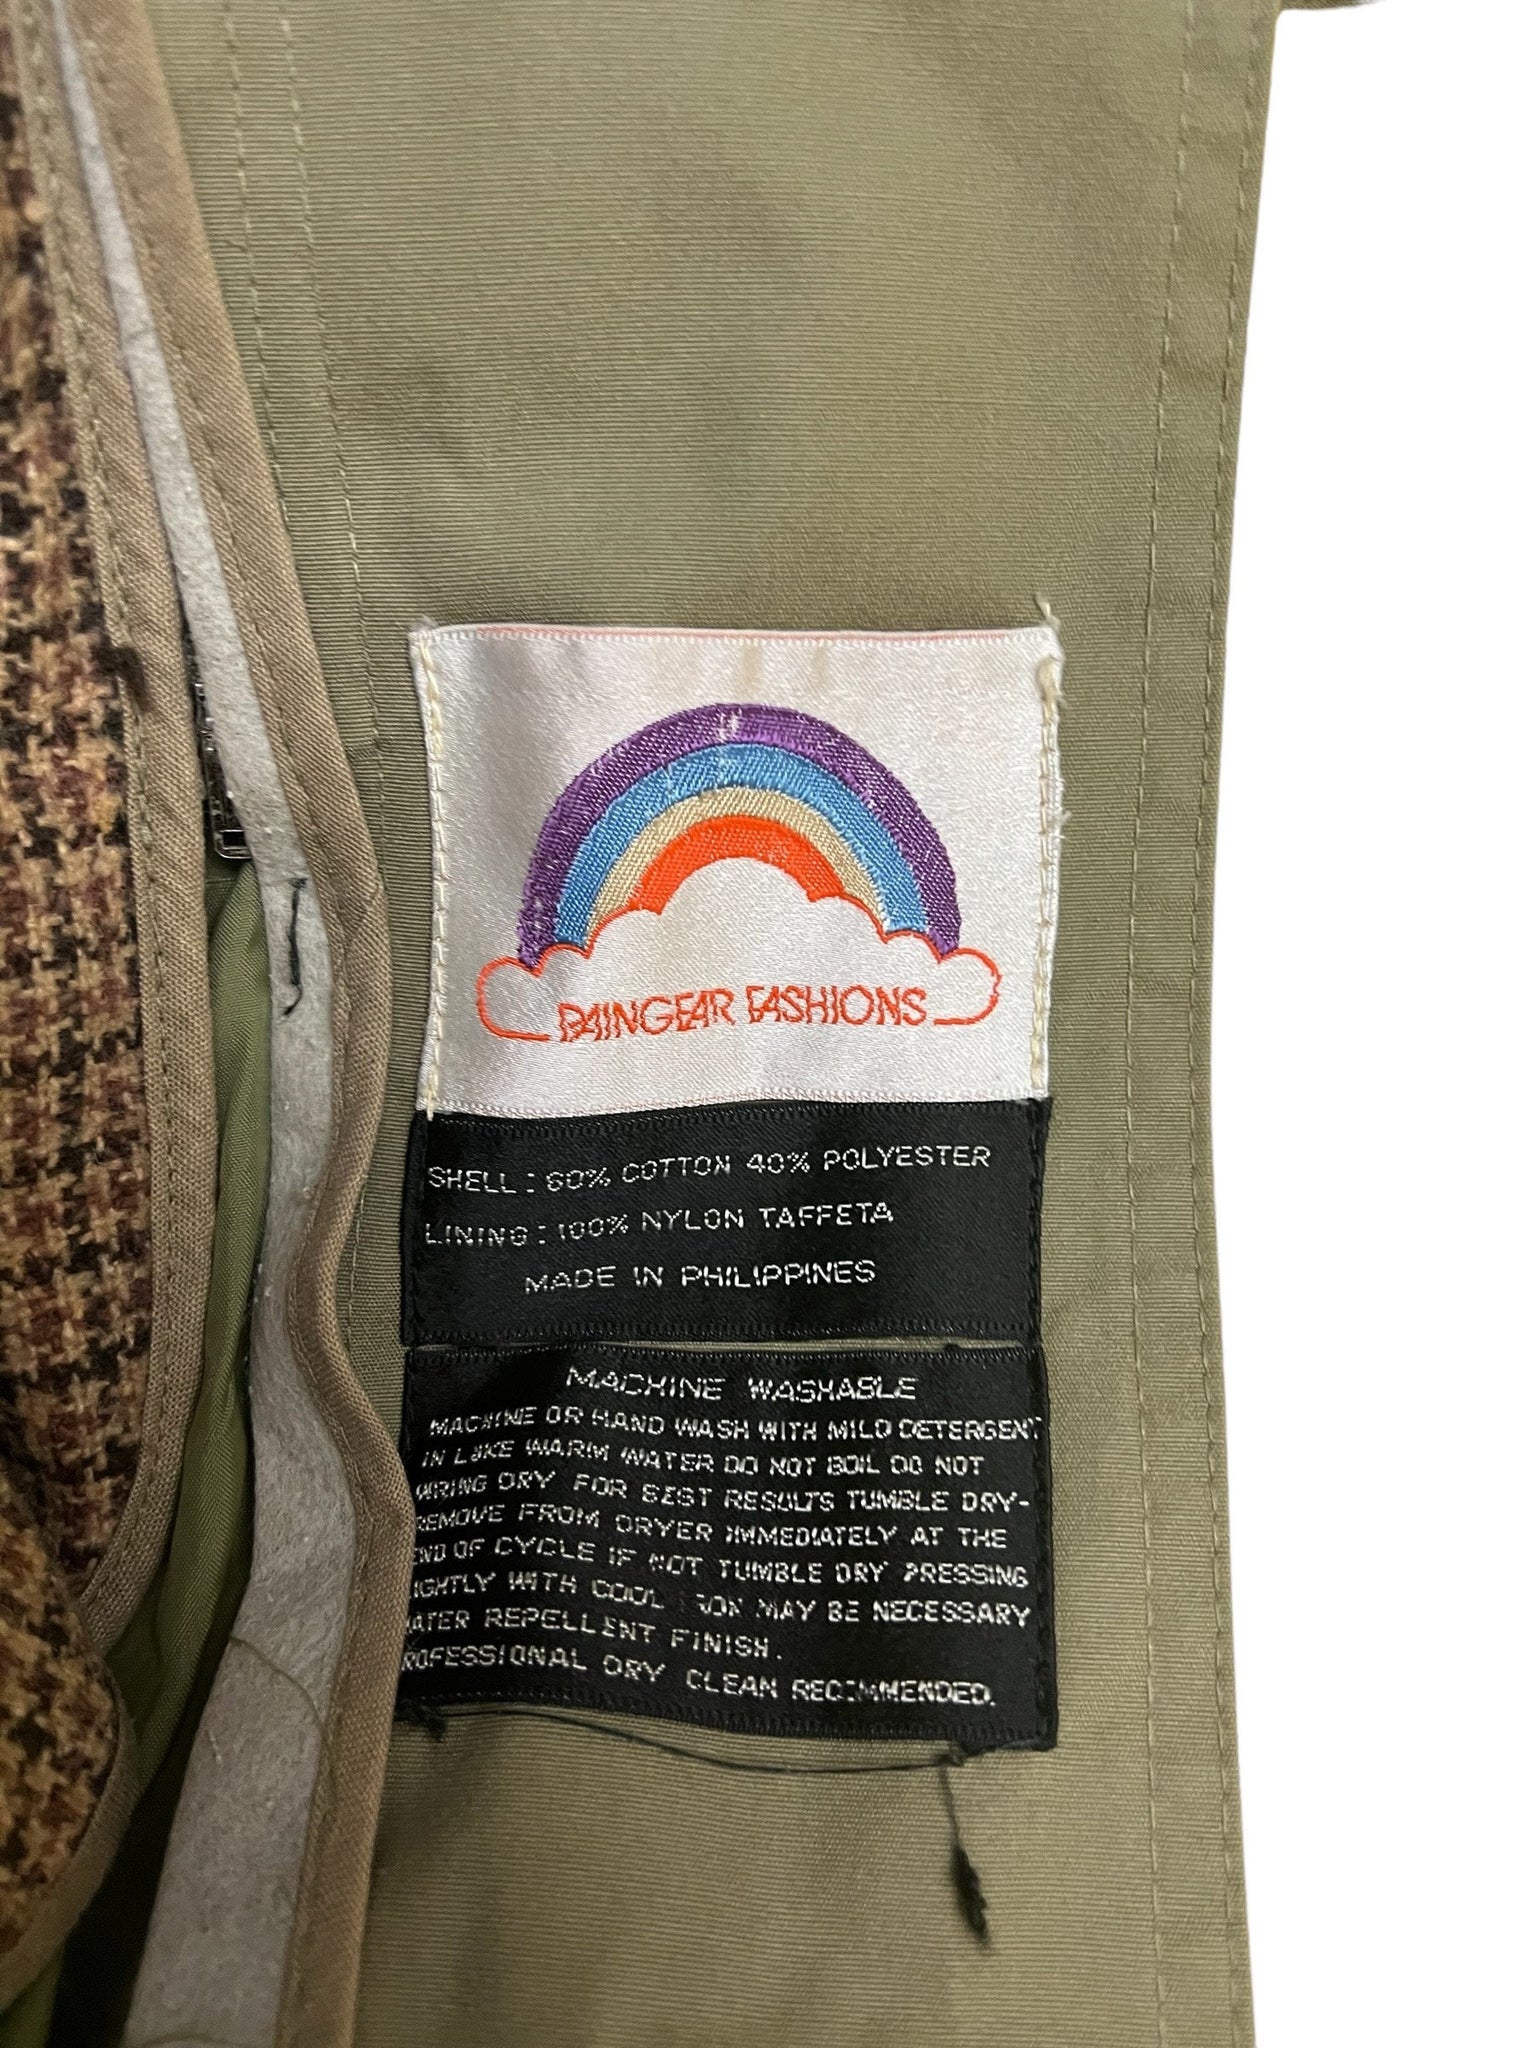 RAINGEAR FASHIONS
SHELL: 60% COTTON 40% POLYESTER
LINING: 100% NYLON TAFFETA
MADE IN PHILIPPINES
MACHINE WASHABLE
MACHINE OR HAND WASH WITH MILD DETERGENT
IN LUKE WARM WATER DO NOT BOIL DO NOT
WRING DRY FOR BEST RESULTS TUMBLE DRY-
REMOVE FROM DRYER IMMEDIATELY AT THE
END OF CYCLE IF NOT TUMBLE DRY PRESSING
IGHTLY WITH COOL IRON MAY BE NECESSARY
WATER REPELLENT FINISH.
ROFESSIONAL DRY CLEAN RECOMMENDED.